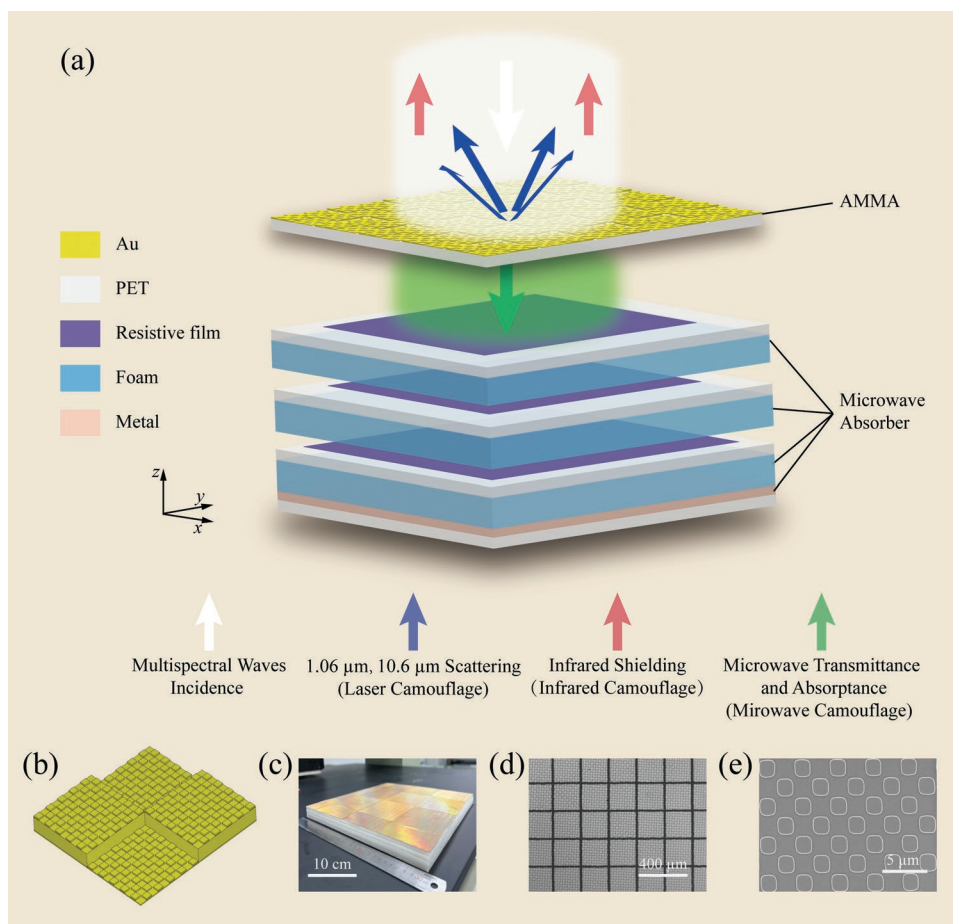 (a)
AMMA
Au
PET
Resistive film
Foam
Metal
Microwave
Absorber
z
y
x
Multispectral Waves
Incidence
1.06 µm, 10.6 µm Scattering
(Laser Camouflage)
Infrared Shielding
(Infrared Camouflage)
Microwave Transmittance
and Absorptance
(Mirowave Camouflage)
(b)
(c)
10 cm
(d)
400 µm
(e)
5 µm